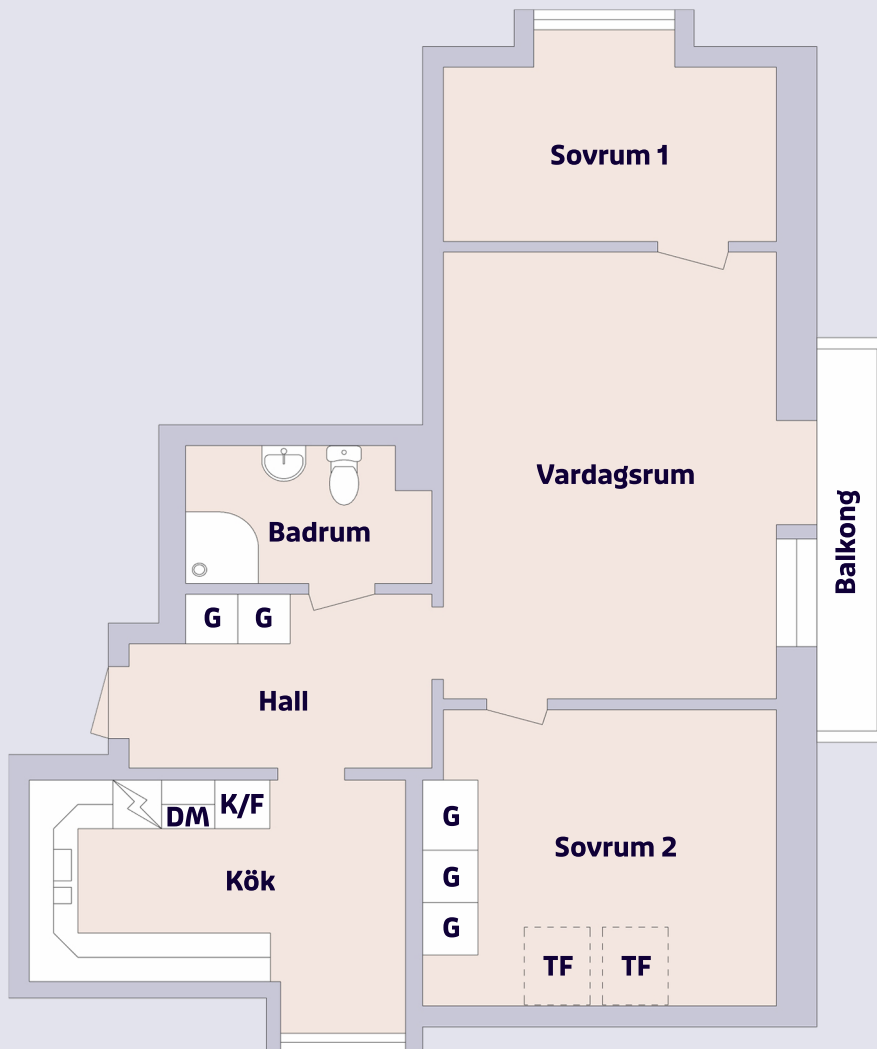 Sovrum 1
Vardagsrum
Balkong
Badrum
G
G
Hall
DM
K/F
Kök
G
G
G
Sovrum 2
TF
TF